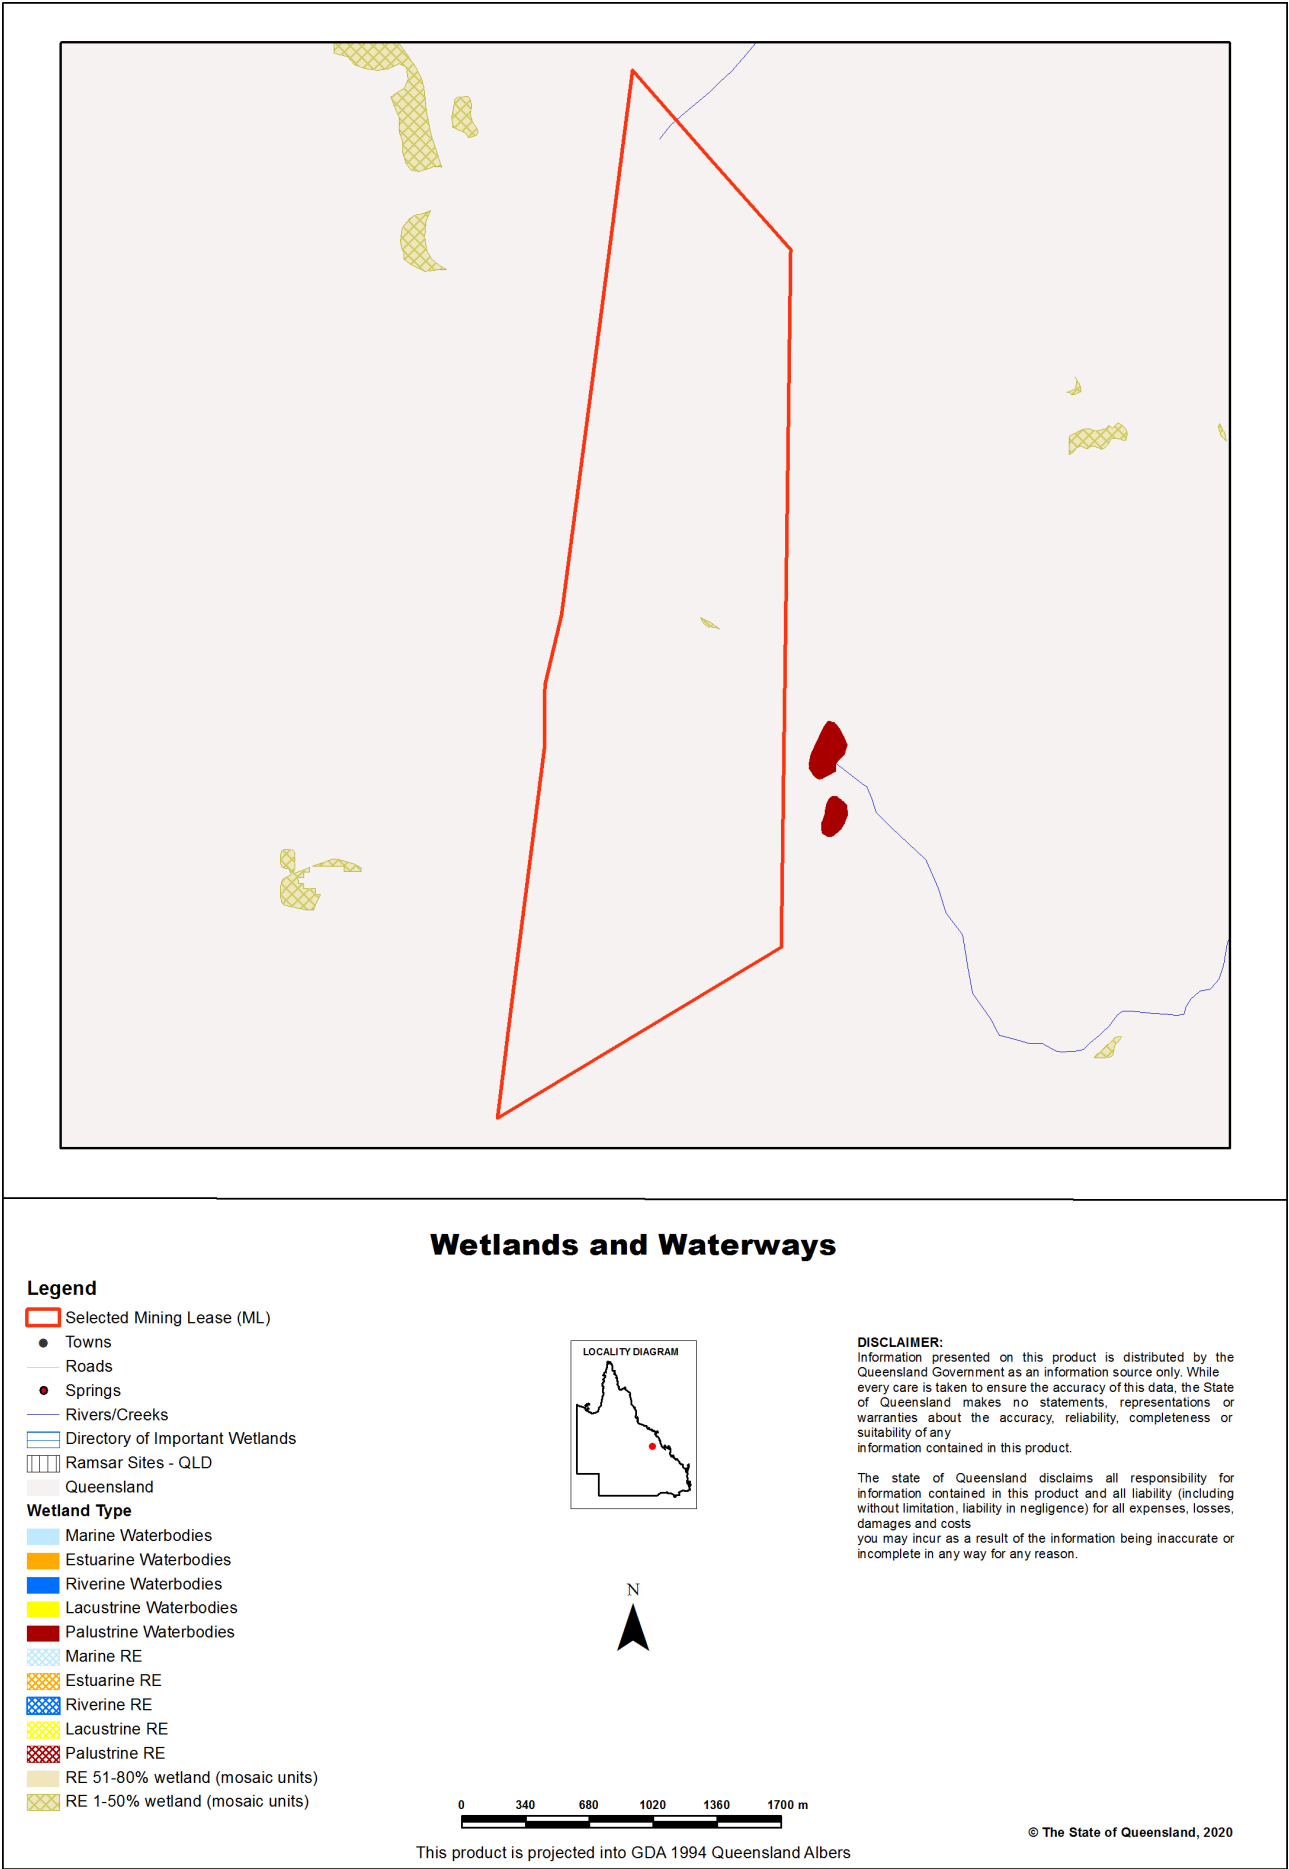 Wetlands and Waterways
Legend
Selected Mining Lease (ML)
Towns
Roads
Springs
Rivers/Creeks
Directory of Important Wetlands
Ramsar Sites - QLD
Queensland
Wetland Type
Marine Waterbodies
Estuarine Waterbodies
Riverine Waterbodies
Lacustrine Waterbodies
Palustrine Waterbodies
Marine RE
Estuarine RE
Riverine RE
Lacustrine RE
Palustrine RE
RE 51-80% wetland (mosaic units)
RE 1-50% wetland (mosaic units)
LOCALITY DIAGRAM
N
0 340 680 1020 1360 1700 m
This product is projected into GDA 1994 Queensland Albers
DISCLAIMER:
Information presented on this product is distributed by the
Queensland Government as an information source only. While
every care is taken to ensure the accuracy of this data, the State
of Queensland makes no statements, representations or
warranties about the accuracy, reliability, completeness or
suitability of any
information contained in this product.
The state of Queensland disclaims all responsibility for
information contained in this product and all liability (including
without limitation, liability in negligence) for all expenses, losses,
damages and costs
you may incur as a result of the information being inaccurate or
incomplete in any way for any reason.
© The State of Queensland, 2020